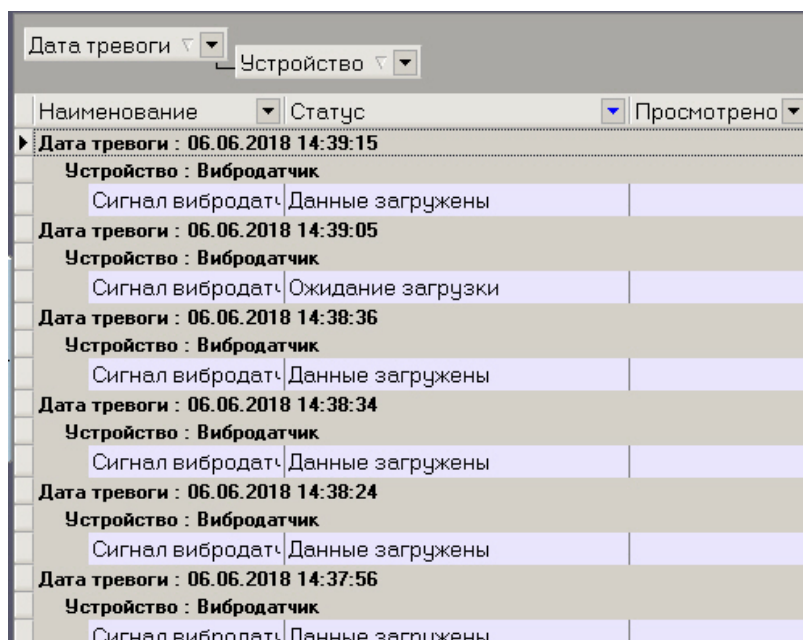 Дата тревоги
Устройство
Наименование Статус Просмотрено
Дата тревоги : 06.06.2018 14:39:15
Устройство : Вибродатчик
Сигнал вибродатч Данные загружены
Дата тревоги : 06.06.2018 14:39:05
Устройство : Вибродатчик
Сигнал вибродатч Ожидание загрузки
Дата тревоги : 06.06.2018 14:38:36
Устройство : Вибродатчик
Сигнал вибродатч Данные загружены
Дата тревоги : 06.06.2018 14:38:34
Устройство : Вибродатчик
Сигнал вибродатч Данные загружены
Дата тревоги : 06.06.2018 14:38:24
Устройство : Вибродатчик
Сигнал вибродатч Данные загружены
Дата тревоги : 06.06.2018 14:37:56
Устройство : Вибродатчик
Сигнал вибродатч Данные загружены